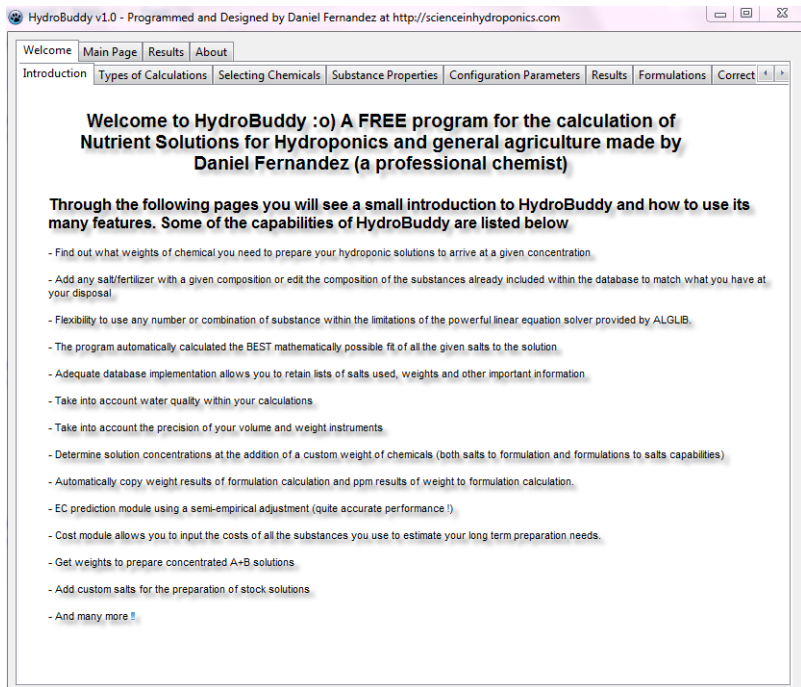 HydroBuddy v1.0 - Programmed and Designed by Daniel Fernandez at http://scienceinhydroponics.com
Welcome Main Page Results About
Introduction Types of Calculations Selecting Chemicals Substance Properties Configuration Parameters Results Formulations Correct
Welcome to HydroBuddy :o) A FREE program for the calculation of
Nutrient Solutions for Hydroponics and general agriculture made by
Daniel Fernandez (a professional chemist)
Through the following pages you will see a small introduction to HydroBuddy and how to use its
many features. Some of the capabilities of HydroBuddy are listed below
- Find out what weights of chemical you need to prepare your hydroponic solutions to arrive at a given concentration
- Add any salt/fertilizer with a given composition or edit the composition of the substances already included within the database to match what you have at
your disposal
- Flexibility to use any number or combination of substance within the limitations of the powerful linear equation solver provided by ALGLIB.
- The program automatically calculated the BEST mathematically possible fit of all the given salts to the solution
- Adequate database implementation allows you to retain lists of salts used, weights and other important information
- Take into account water quality within your calculations
- Take into account the precision of your volume and weight instruments
- Determine solution concentrations at the addition of a custom weight of chemicals (both salts to formulation and formulations to salts capabilities)
- Automatically copy weight results of formulation calculation and ppm results of weight to formulation calculation.
- EC prediction module using a semi-empirical adjustment (quite accurate performance !)
- Cost module allows you to input the costs of all the substances you use to estimate your long term preparation needs.
- Get weights to prepare concentrated A+B solutions
- Add custom salts for the preparation of stock solutions
- And many more !!